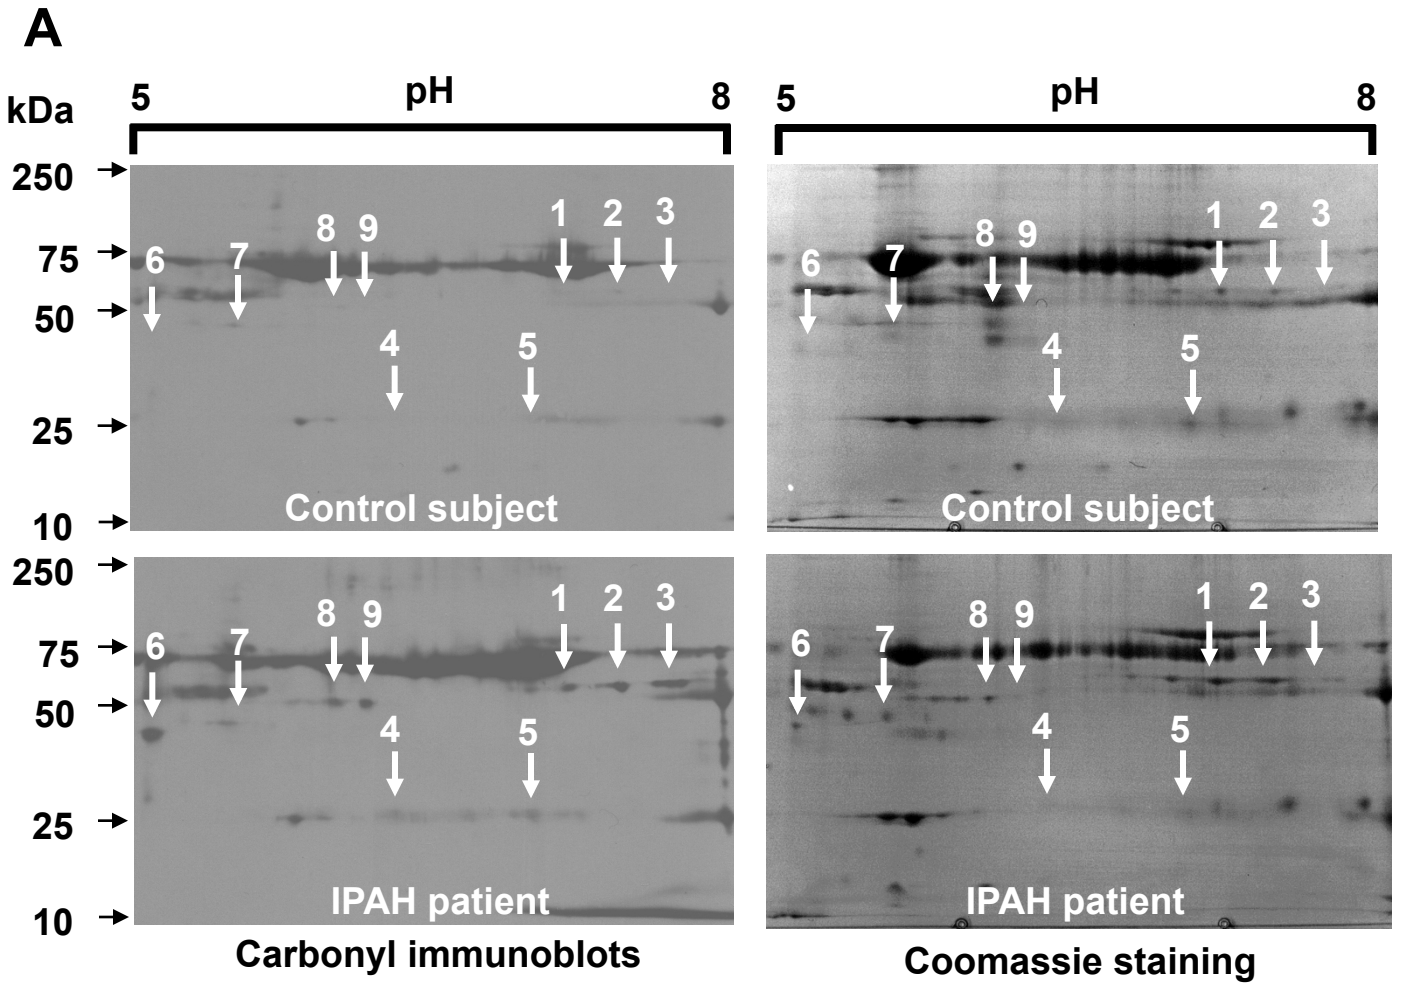 A
kDa
5 pH 8
5 pH 8
250
75
50
25
10
6 7 8 9 1 2 3
4 5
Control subject
6 7 8 9 1 2 3
4 5
Control subject
250
75
50
25
10
6 7 8 9 1 2 3
4 5
IPAH patient
6 7 8 9 1 2 3
4 5
IPAH patient
Carbonyl immunoblots
Coomassie staining